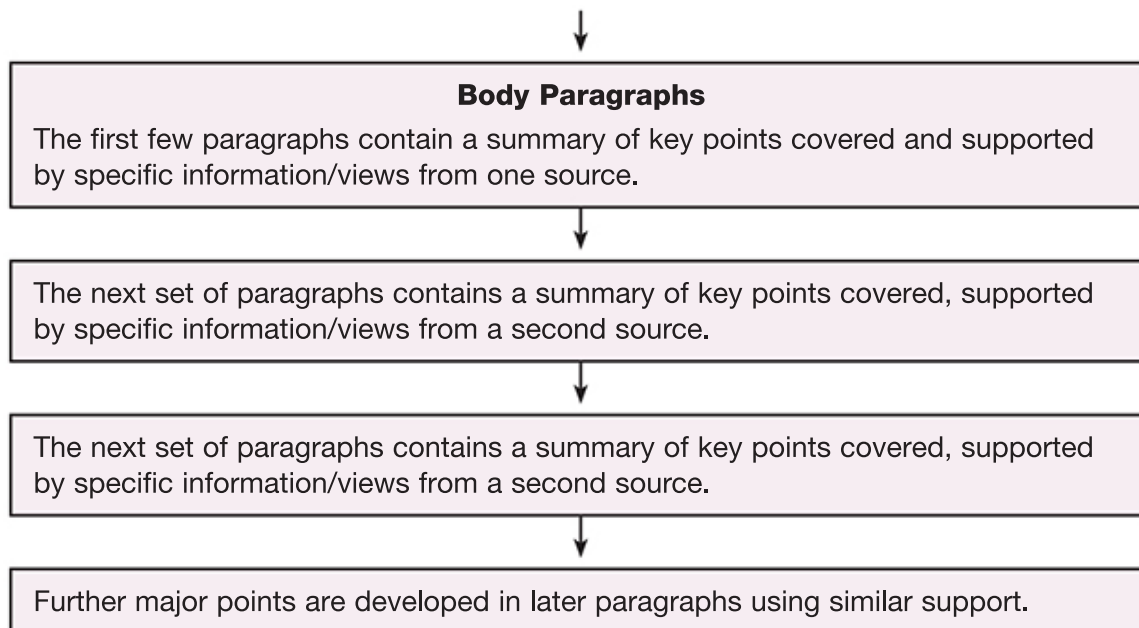 Body Paragraphs
The first few paragraphs contain a summary of key points covered and supported
by specific information/views from one source.
The next set of paragraphs contains a summary of key points covered, supported
by specific information/views from a second source.
The next set of paragraphs contains a summary of key points covered, supported
by specific information/views from a second source.
Further major points are developed in later paragraphs using similar support.